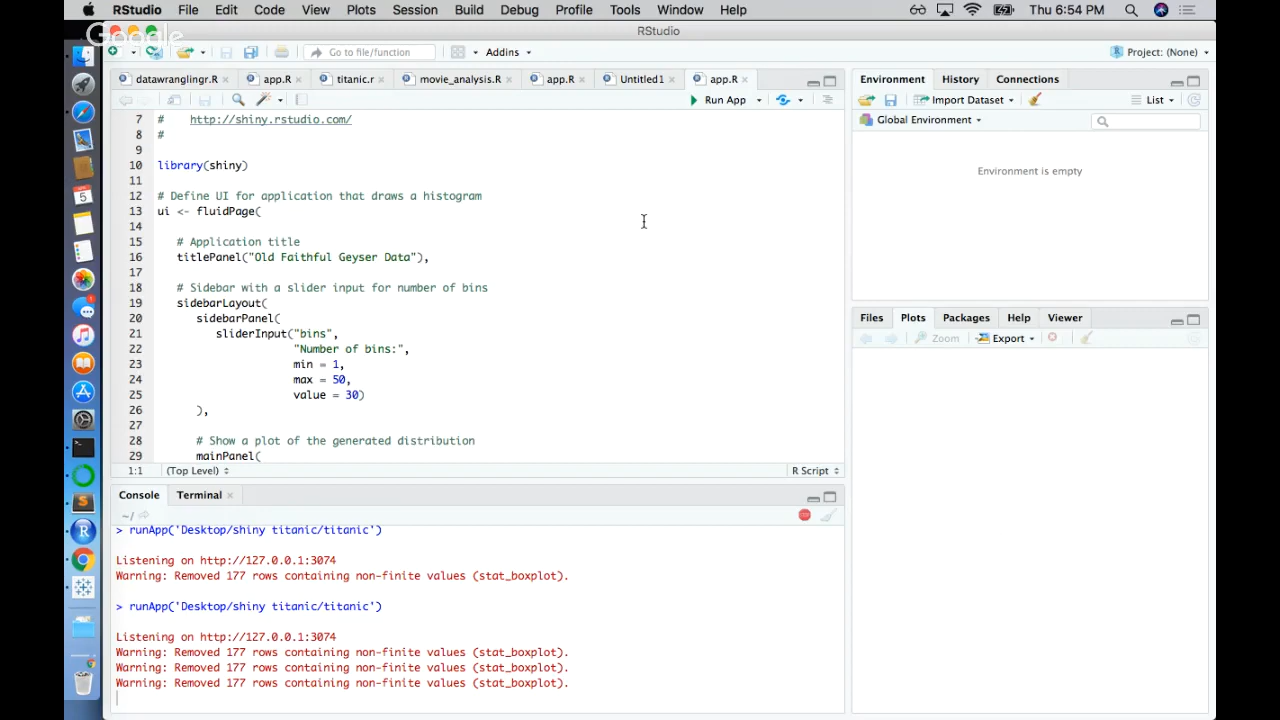 RStudio File Edit Code View Plots Session Build Debug Profile Tools Window Help Thu 6:54 PM
Google
RStudio
Go to file/function Addins Project: (None)
datawranglingr.R app.R titanic.r movie_analysis.R app.R Untitled1 app.R
Run App
7 # http://shiny.rstudio.com/
8 #
9
10 library(shiny)
11
12 # Define UI for application that draws a histogram
13 ui <- fluidPage(
14
15 # Application title
16 titlePanel("Old Faithful Geyser Data"),
17
18 # Sidebar with a slider input for number of bins
19 sidebarLayout(
20 sidebarPanel(
21 sliderInput("bins",
22 "Number of bins:",
23 min = 1,
24 max = 50,
25 value = 30)
26 ),
27
28 # Show a plot of the generated distribution
29 mainPanel(
1:1 (Top Level) R Script
Console Terminal
~/
> runApp('Desktop/shiny titanic/titanic')
Listening on http://127.0.0.1:3074
Warning: Removed 177 rows containing non-finite values (stat_boxplot).
> runApp('Desktop/shiny titanic/titanic')
Listening on http://127.0.0.1:3074
Warning: Removed 177 rows containing non-finite values (stat_boxplot).
Warning: Removed 177 rows containing non-finite values (stat_boxplot).
Warning: Removed 177 rows containing non-finite values (stat_boxplot).
Environment History Connections
Import Dataset List
Global Environment
Environment is empty
Files Plots Packages Help Viewer
Zoom Export
5